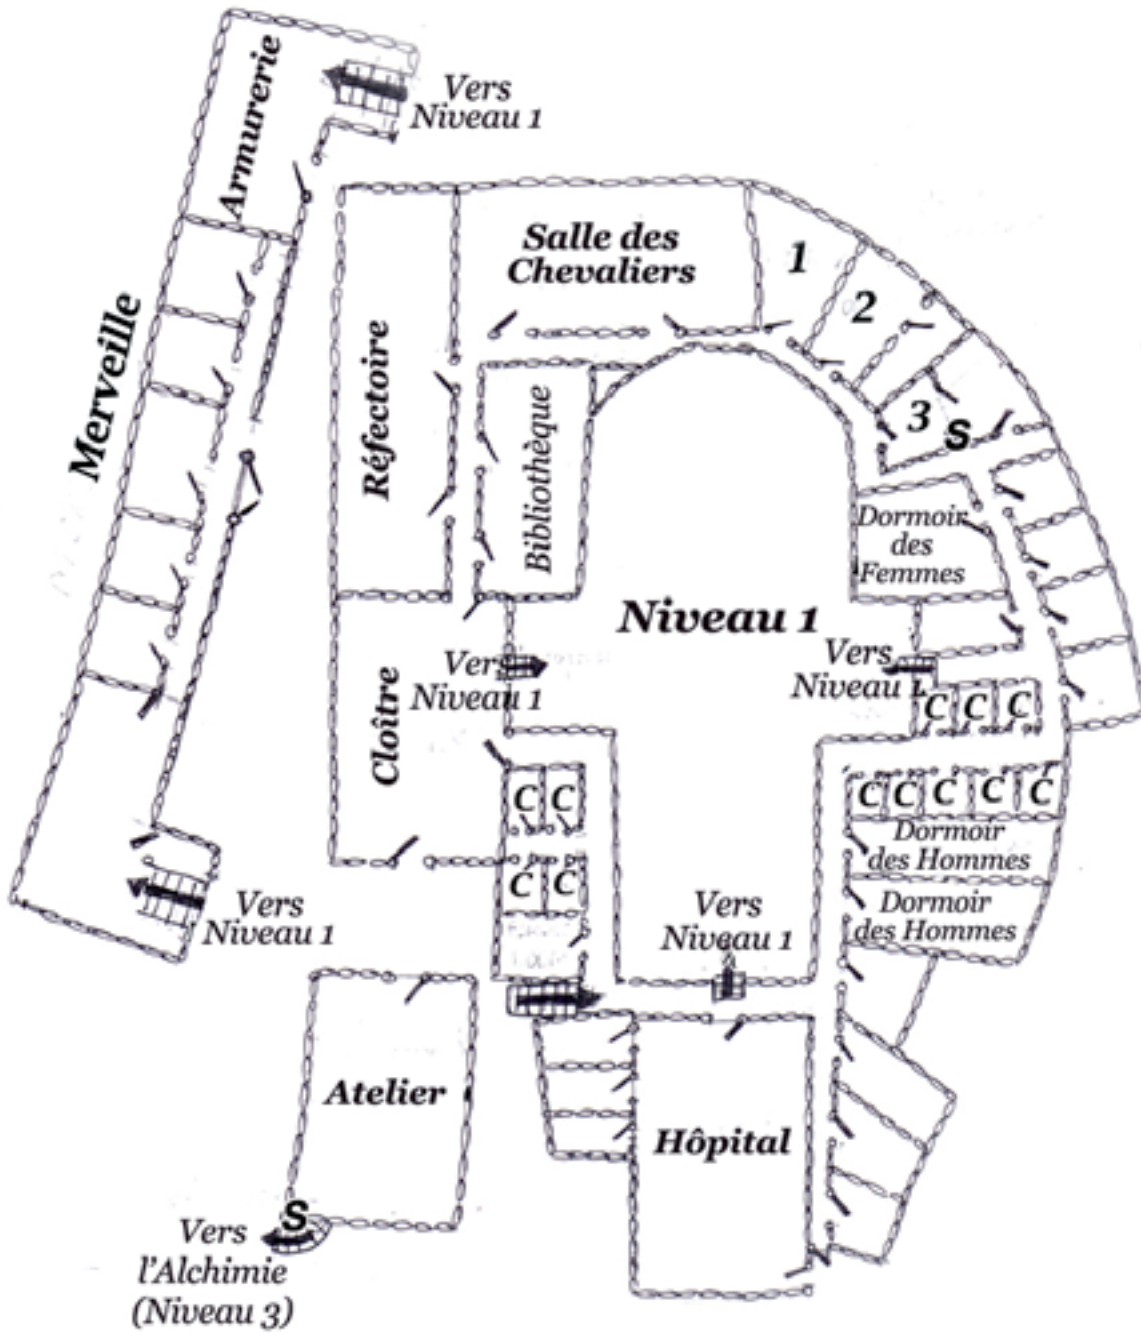 Armurerie
Vers
Niveau 1
Merveille
Salle des
Chevaliers
1
2
3
S
Réfectoire
Bibliothèque
Dormoir
des
Femmes
Niveau 1
Vers
Niveau 1
Vers
Niveau 1
Cloître
C
C
C
C
C
C
C
C
C
C
C
C
Dormoir
des Hommes
Dormoir
des Hommes
Vers
Niveau 1
Vers
Niveau 1
Atelier
Hôpital
S
Vers
l'Alchimie
(Niveau 3)